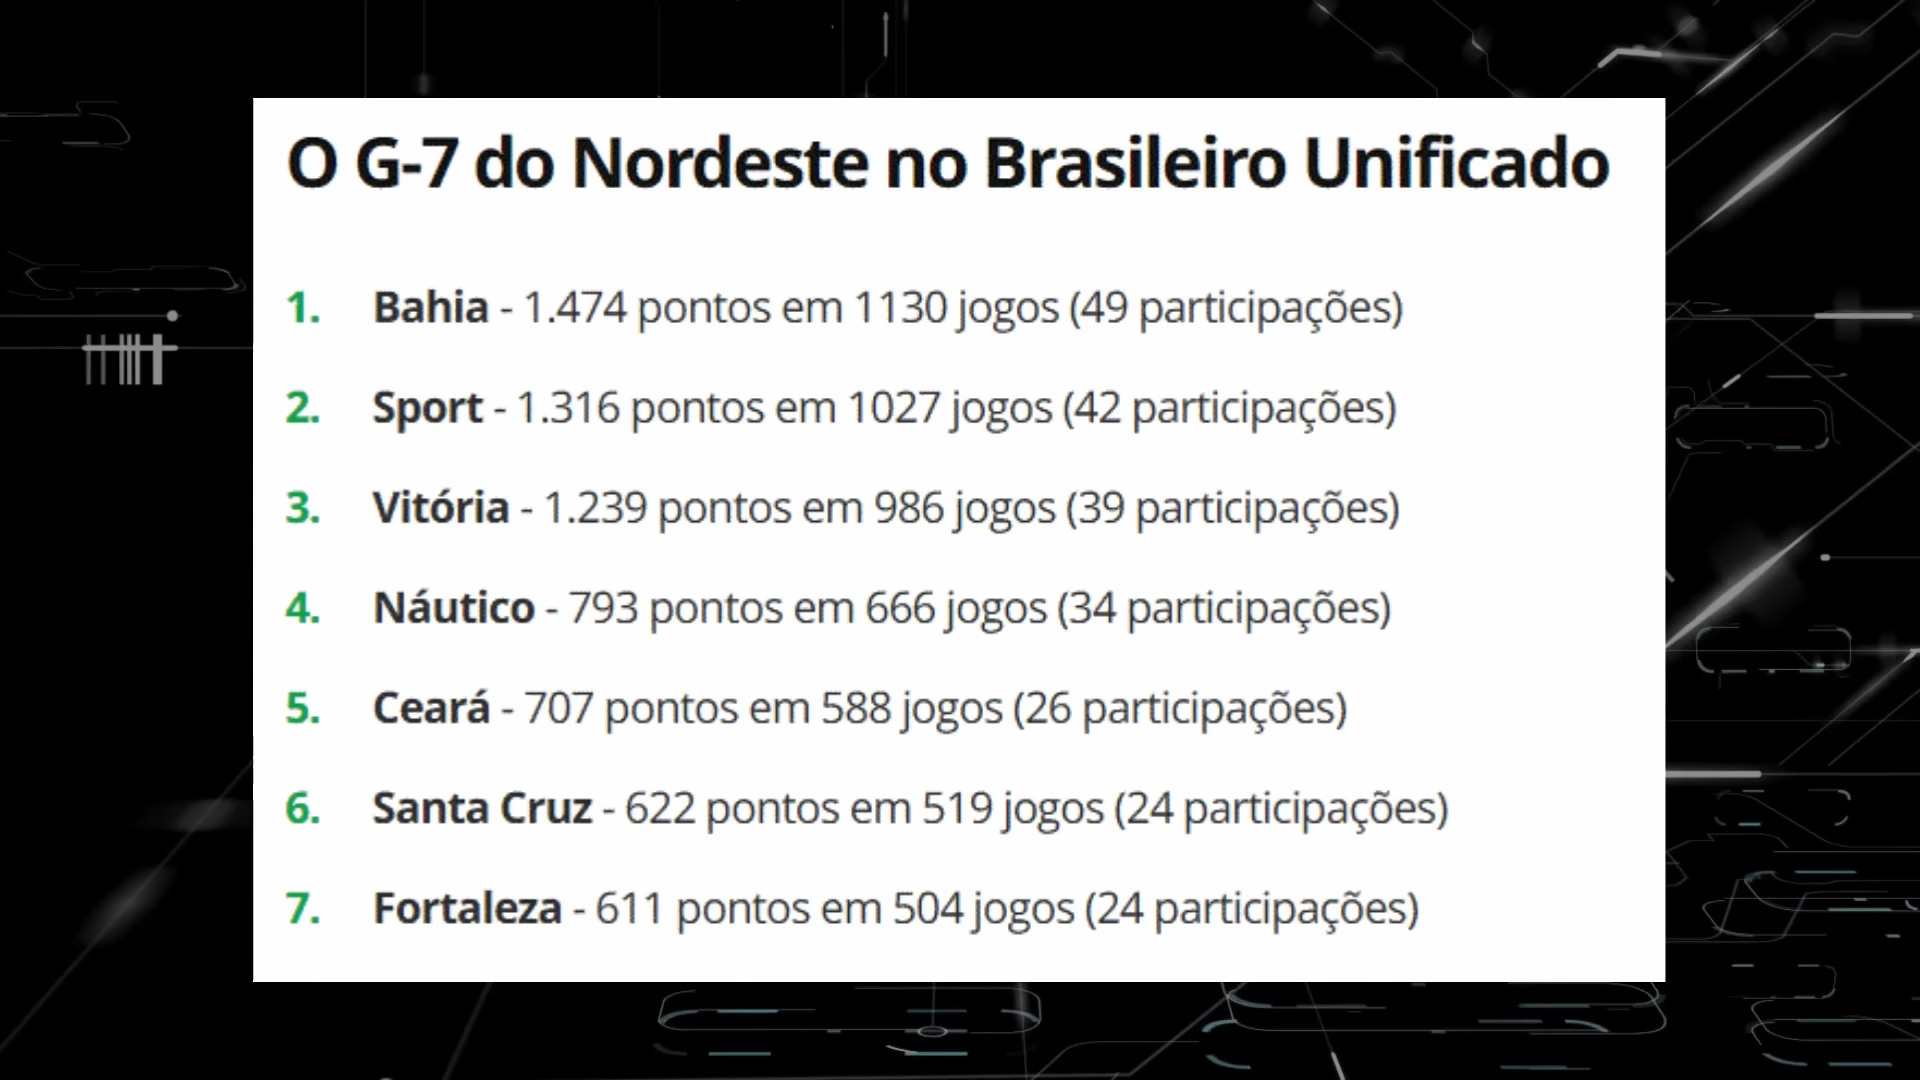 O G-7 do Nordeste no Brasileiro Unificado
1. Bahia - 1.474 pontos em 1130 jogos (49 participações)
2. Sport - 1.316 pontos em 1027 jogos (42 participações)
3. Vitória - 1.239 pontos em 986 jogos (39 participações)
4. Náutico - 793 pontos em 666 jogos (34 participações)
5. Ceará - 707 pontos em 588 jogos (26 participações)
6. Santa Cruz - 622 pontos em 519 jogos (24 participações)
7. Fortaleza - 611 pontos em 504 jogos (24 participações)